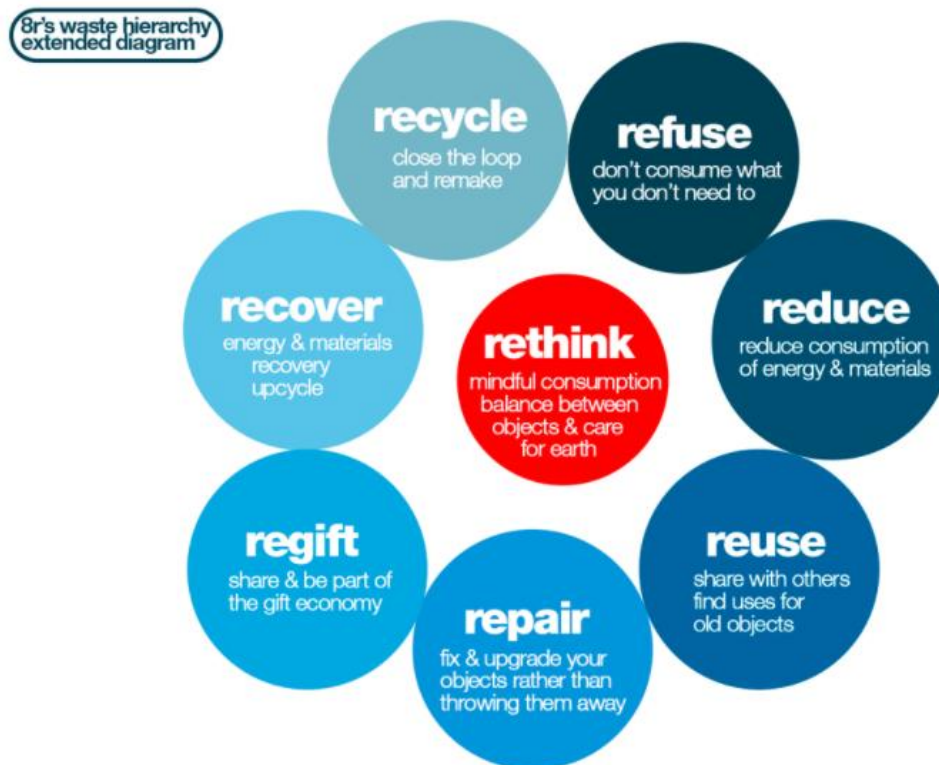 8r's waste hierarchy
extended diagram
recycle
close the loop
and remake
refuse
don't consume what
you don't need to
recover
energy & materials
recovery
upcycle
rethink
mindful consumption
balance between
objects & care
for earth
reduce
reduce consumption
of energy & materials
regift
share & be part of
the gift economy
repair
fix & upgrade your
objects rather than
throwing them away
reuse
share with others
find uses for
old objects